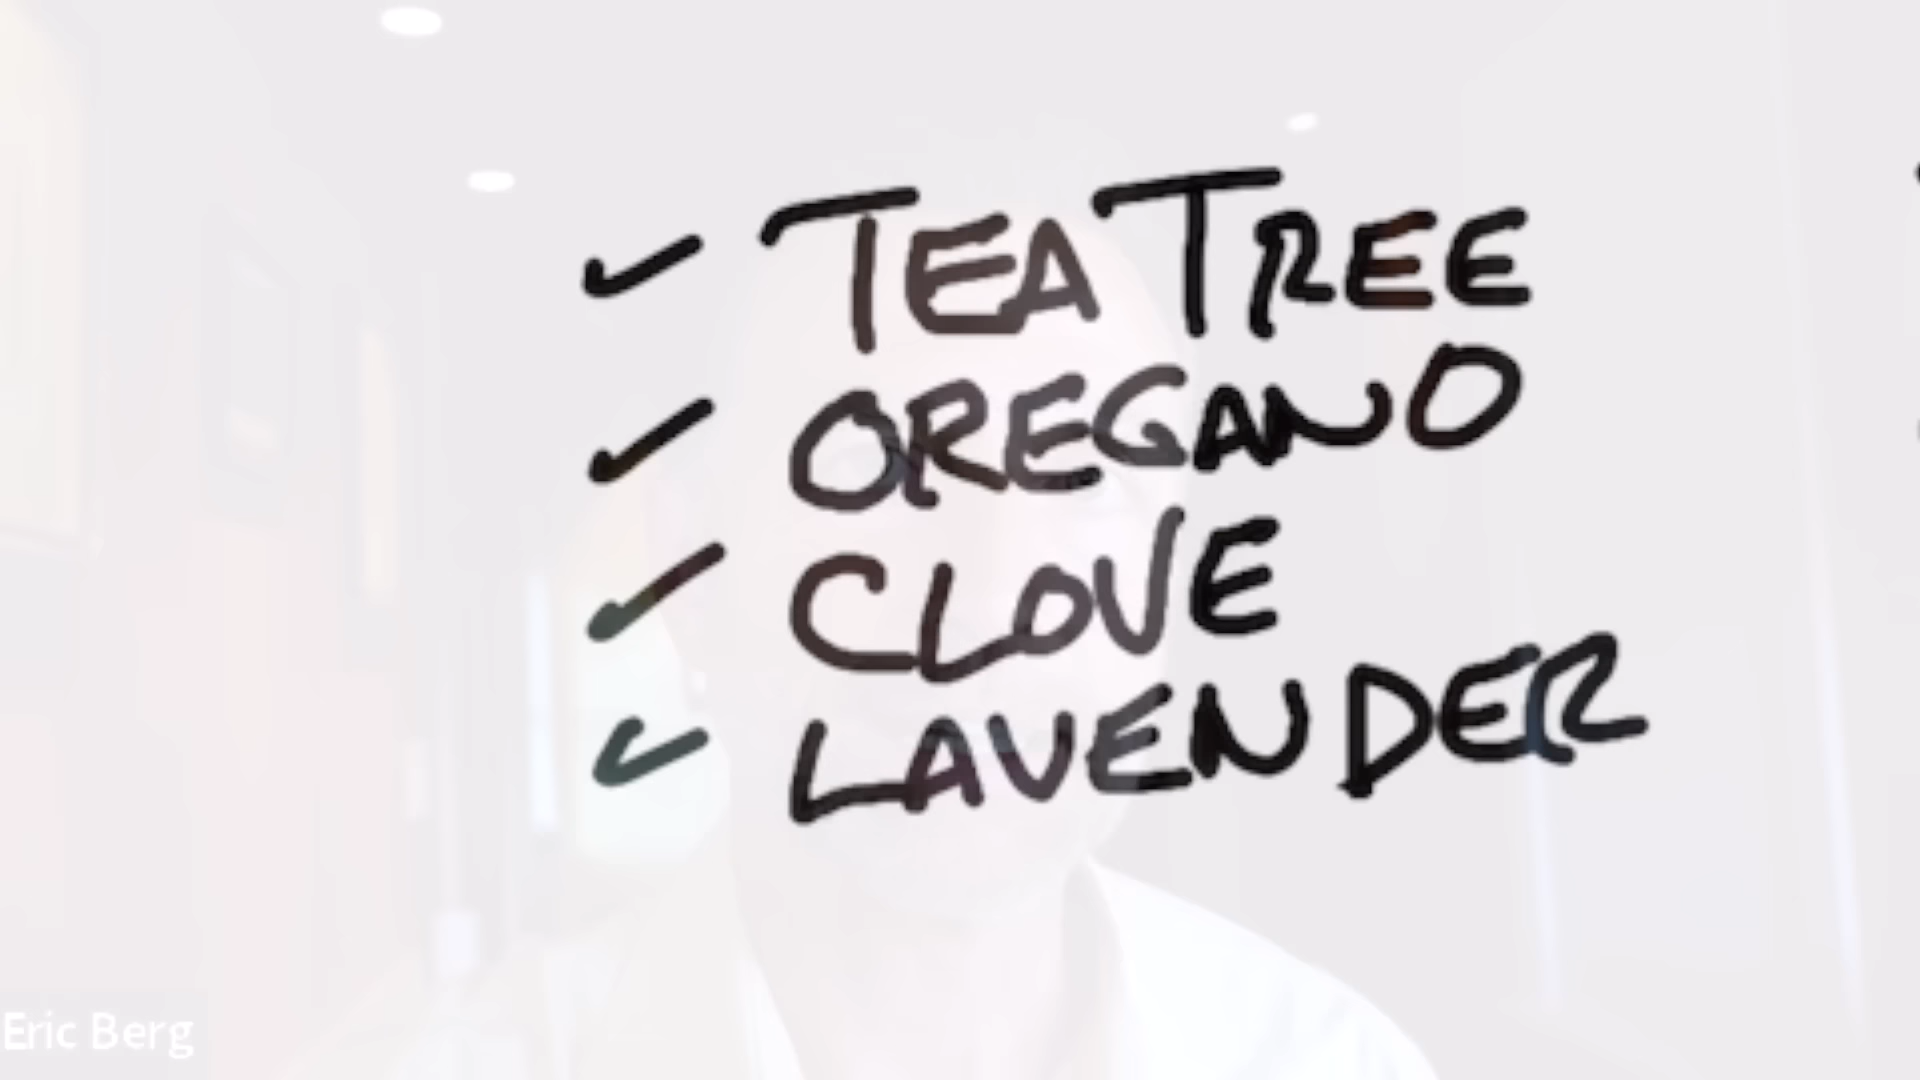 ✓ TEA TREE
✓ OREGANO
✓ CLOVE
✓ LAVENDER
Eric Berg